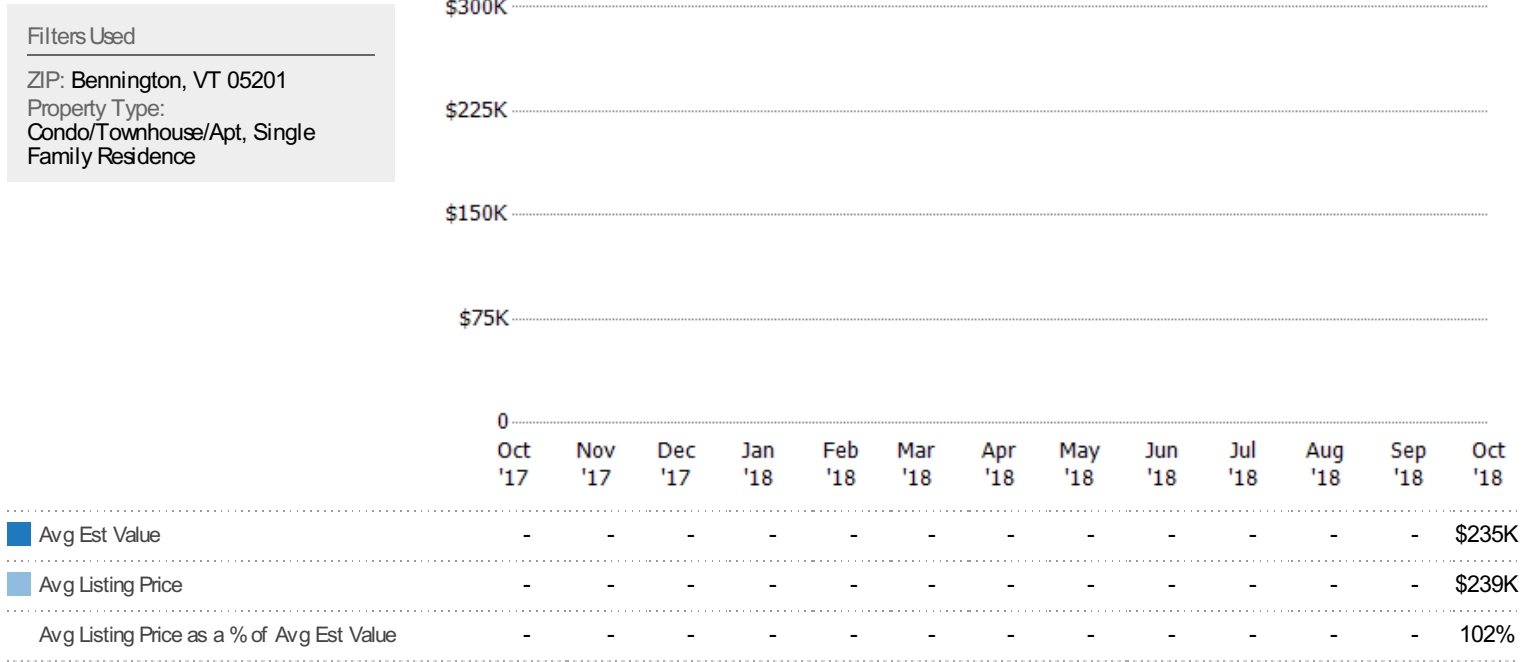 Filters Used
ZIP: Bennington, VT 05201
Property Type:
Condo/Townhouse/Apt, Single
Family Residence
$300K
$225K
$150K
$75K
0
Oct Nov Dec Jan Feb Mar Apr May Jun Jul Aug Sep Oct
'17 '17 '17 '18 '18 '18 '18 '18 '18 '18 '18 '18 '18
Avg Est Value - - - - - - - - - - - - $235K
Avg Listing Price - - - - - - - - - - - - $239K
Avg Listing Price as a % of Avg Est Value - - - - - - - - - - - - 102%